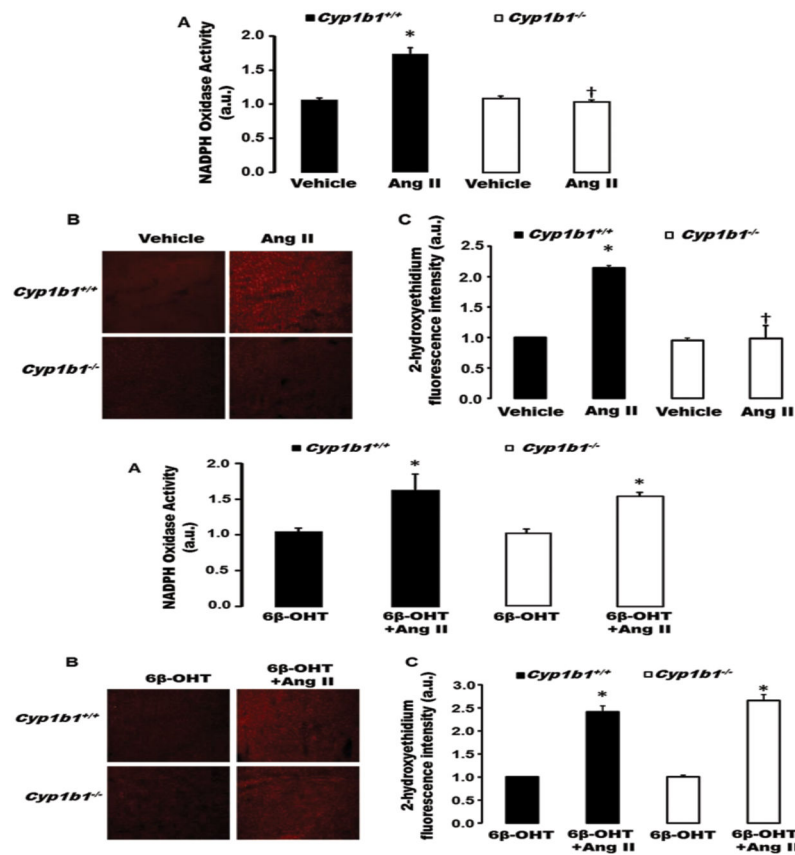 A
Cyp1b1+/+ Cyp1b1-/-
NADPH Oxidase Activity
(a.u.)
2.0
1.5
1.0
0.5
0.0
*
†
Vehicle Ang II Vehicle Ang II
B
Vehicle Ang II
Cyp1b1+/+
Cyp1b1-/-
C
Cyp1b1+/+ Cyp1b1-/-
2-hydroxyethidium
fluorescence intensity (a.u.)
2.5
2.0
1.5
1.0
0.5
0.0
*
†
Vehicle Ang II Vehicle Ang II
A
Cyp1b1+/+ Cyp1b1-/-
NADPH Oxidase Activity
(a.u.)
2.0
1.5
1.0
0.5
0.0
*
*
6β-OHT 6β-OHT 6β-OHT 6β-OHT
+Ang II +Ang II
B
6β-OHT 6β-OHT
+Ang II
Cyp1b1+/+
Cyp1b1-/-
C
Cyp1b1+/+ Cyp1b1-/-
2-hydroxyethidium
fluorescence intensity (a.u.)
3.0
2.5
2.0
1.5
1.0
0.5
0.0
*
*
6β-OHT 6β-OHT 6β-OHT 6β-OHT
+Ang II +Ang II